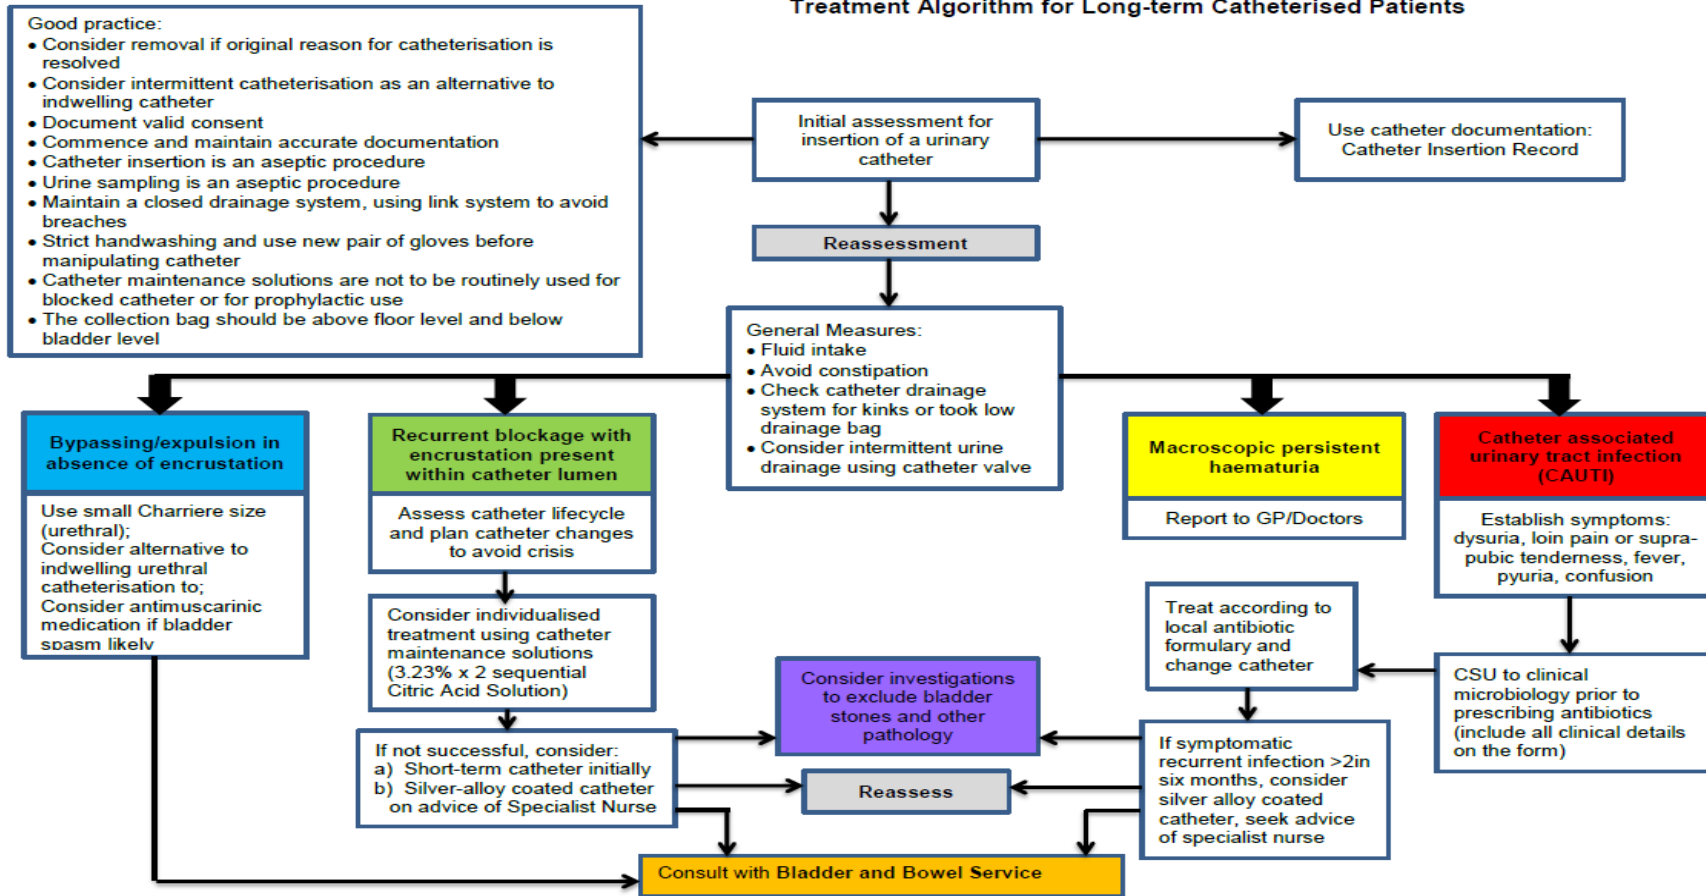 Treatment Algorithm for Long-term Catheterised Patients
Good practice:
• Consider removal if original reason for catheterisation is
resolved
• Consider intermittent catheterisation as an alternative to
indwelling catheter
• Document valid consent
• Commence and maintain accurate documentation
• Catheter insertion is an aseptic procedure
• Urine sampling is an aseptic procedure
• Maintain a closed drainage system, using link system to avoid
breaches
• Strict handwashing and use new pair of gloves before
manipulating catheter
• Catheter maintenance solutions are not to be routinely used for
blocked catheter or for prophylactic use
• The collection bag should be above floor level and below
bladder level
Initial assessment for
insertion of a urinary
catheter
Use catheter documentation:
Catheter Insertion Record
Reassessment
General Measures:
• Fluid intake
• Avoid constipation
• Check catheter drainage
system for kinks or took low
drainage bag
• Consider intermittent urine
drainage using catheter valve
Bypassing/expulsion in
absence of encrustation
Use small Charriere size
(urethral);
Consider alternative to
indwelling urethral
catheterisation to;
Consider antimuscarinic
medication if bladder
spasm likely
Recurrent blockage with
encrustation present
within catheter lumen
Assess catheter lifecycle
and plan catheter changes
to avoid crisis
Consider individualised
treatment using catheter
maintenance solutions
(3.23% x 2 sequential
Citric Acid Solution)
If not successful, consider:
a) Short-term catheter initially
b) Silver-alloy coated catheter
on advice of Specialist Nurse
Macroscopic persistent
haematuria
Report to GP/Doctors
Catheter associated
urinary tract infection
(CAUTI)
Establish symptoms:
dysuria, loin pain or supra-
pubic tenderness, fever,
pyuria, confusion
CSU to clinical
microbiology prior to
prescribing antibiotics
(include all clinical details
on the form)
Treat according to
local antibiotic
formulary and
change catheter
If symptomatic
recurrent infection >2in
six months, consider
silver alloy coated
catheter, seek advice
of specialist nurse
Consider investigations
to exclude bladder
stones and other
pathology
Reassess
Consult with Bladder and Bowel Service